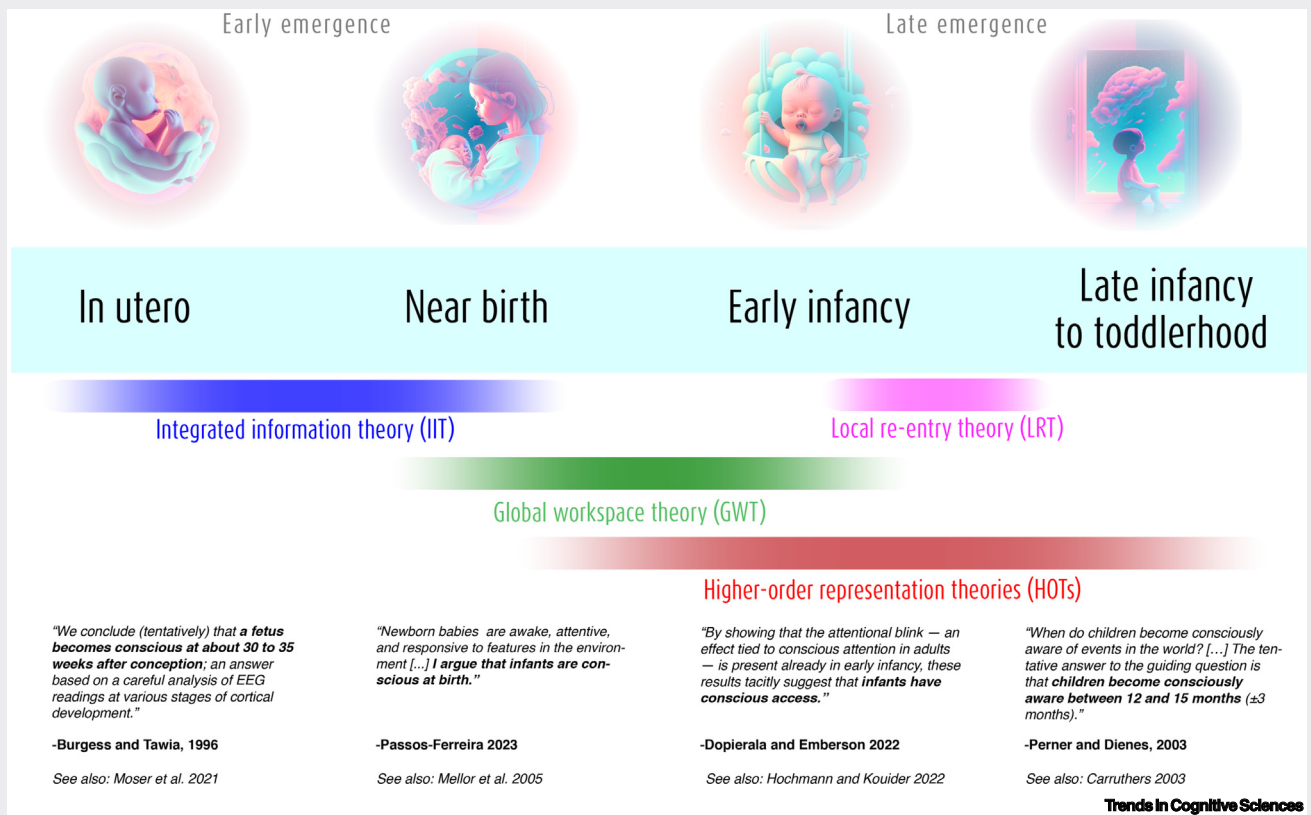 Early emergence
Late emergence
In utero
Near birth
Early infancy
Late infancy
to toddlerhood
Integrated information theory (IIT)
Local re-entry theory (LRT)
Global workspace theory (GWT)
Higher-order representation theories (HOTs)
“We conclude (tentatively) that a fetus
becomes conscious at about 30 to 35
weeks after conception; an answer
based on a careful analysis of EEG
readings at various stages of cortical
development.”
-Burgess and Tawia, 1996
See also: Moser et al. 2021
“Newborn babies are awake, attentive,
and responsive to features in the environ-
ment [...] I argue that infants are con-
scious at birth.”
-Passos-Ferreira 2023
See also: Mellor et al. 2005
“By showing that the attentional blink — an
effect tied to conscious attention in adults
— is present already in early infancy, these
results tacitly suggest that infants have
conscious access.”
-Dopierala and Emberson 2022
See also: Hochmann and Kouider 2022
“When do children become consciously
aware of events in the world? […] The ten-
tative answer to the guiding question is
that children become consciously
aware between 12 and 15 months (±3
months).”
-Perner and Dienes, 2003
See also: Carruthers 2003
Trends in Cognitive Sciences